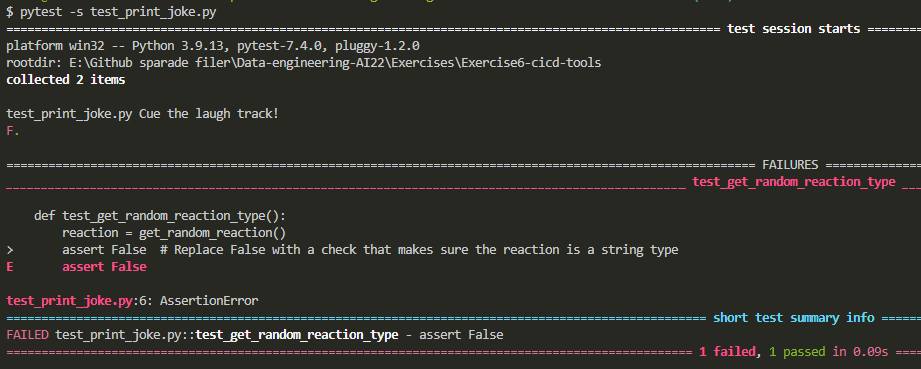 $ pytest -s test_print_joke.py
======================================================================================================= test session starts ========
platform win32 -- Python 3.9.13, pytest-7.4.0, pluggy-1.2.0
rootdir: E:\Github sparade filer\Data-engineering-AI22\Exercises\Exercise6-cicd-tools
collected 2 items

test_print_joke.py Cue the laugh track!
F.

============================================================================================================ FAILURES ==============
__________________________________________________________________________________________________ test_get_random_reaction_type ___

    def test_get_random_reaction_type():
        reaction = get_random_reaction()
>       assert False  # Replace False with a check that makes sure the reaction is a string type
E       assert False

test_print_joke.py:6: AssertionError
===================================================================================================== short test summary info ======
FAILED test_print_joke.py::test_get_random_reaction_type - assert False
================================================================================================== 1 failed, 1 passed in 0.09s ====